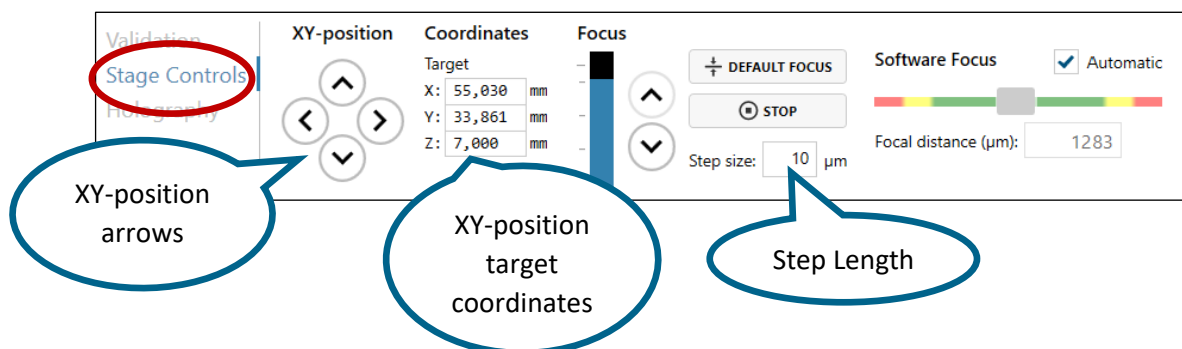 Validation
Stage Controls
Holography
XY-position
Coordinates
Target
X: 55,030 mm
Y: 33,861 mm
Z: 7,000 mm
Focus
DEFAULT FOCUS
STOP
Step size: 10 µm
Software Focus
Automatic
Focal distance (µm): 1283
XY-position
arrows
XY-position
target
coordinates
Step Length